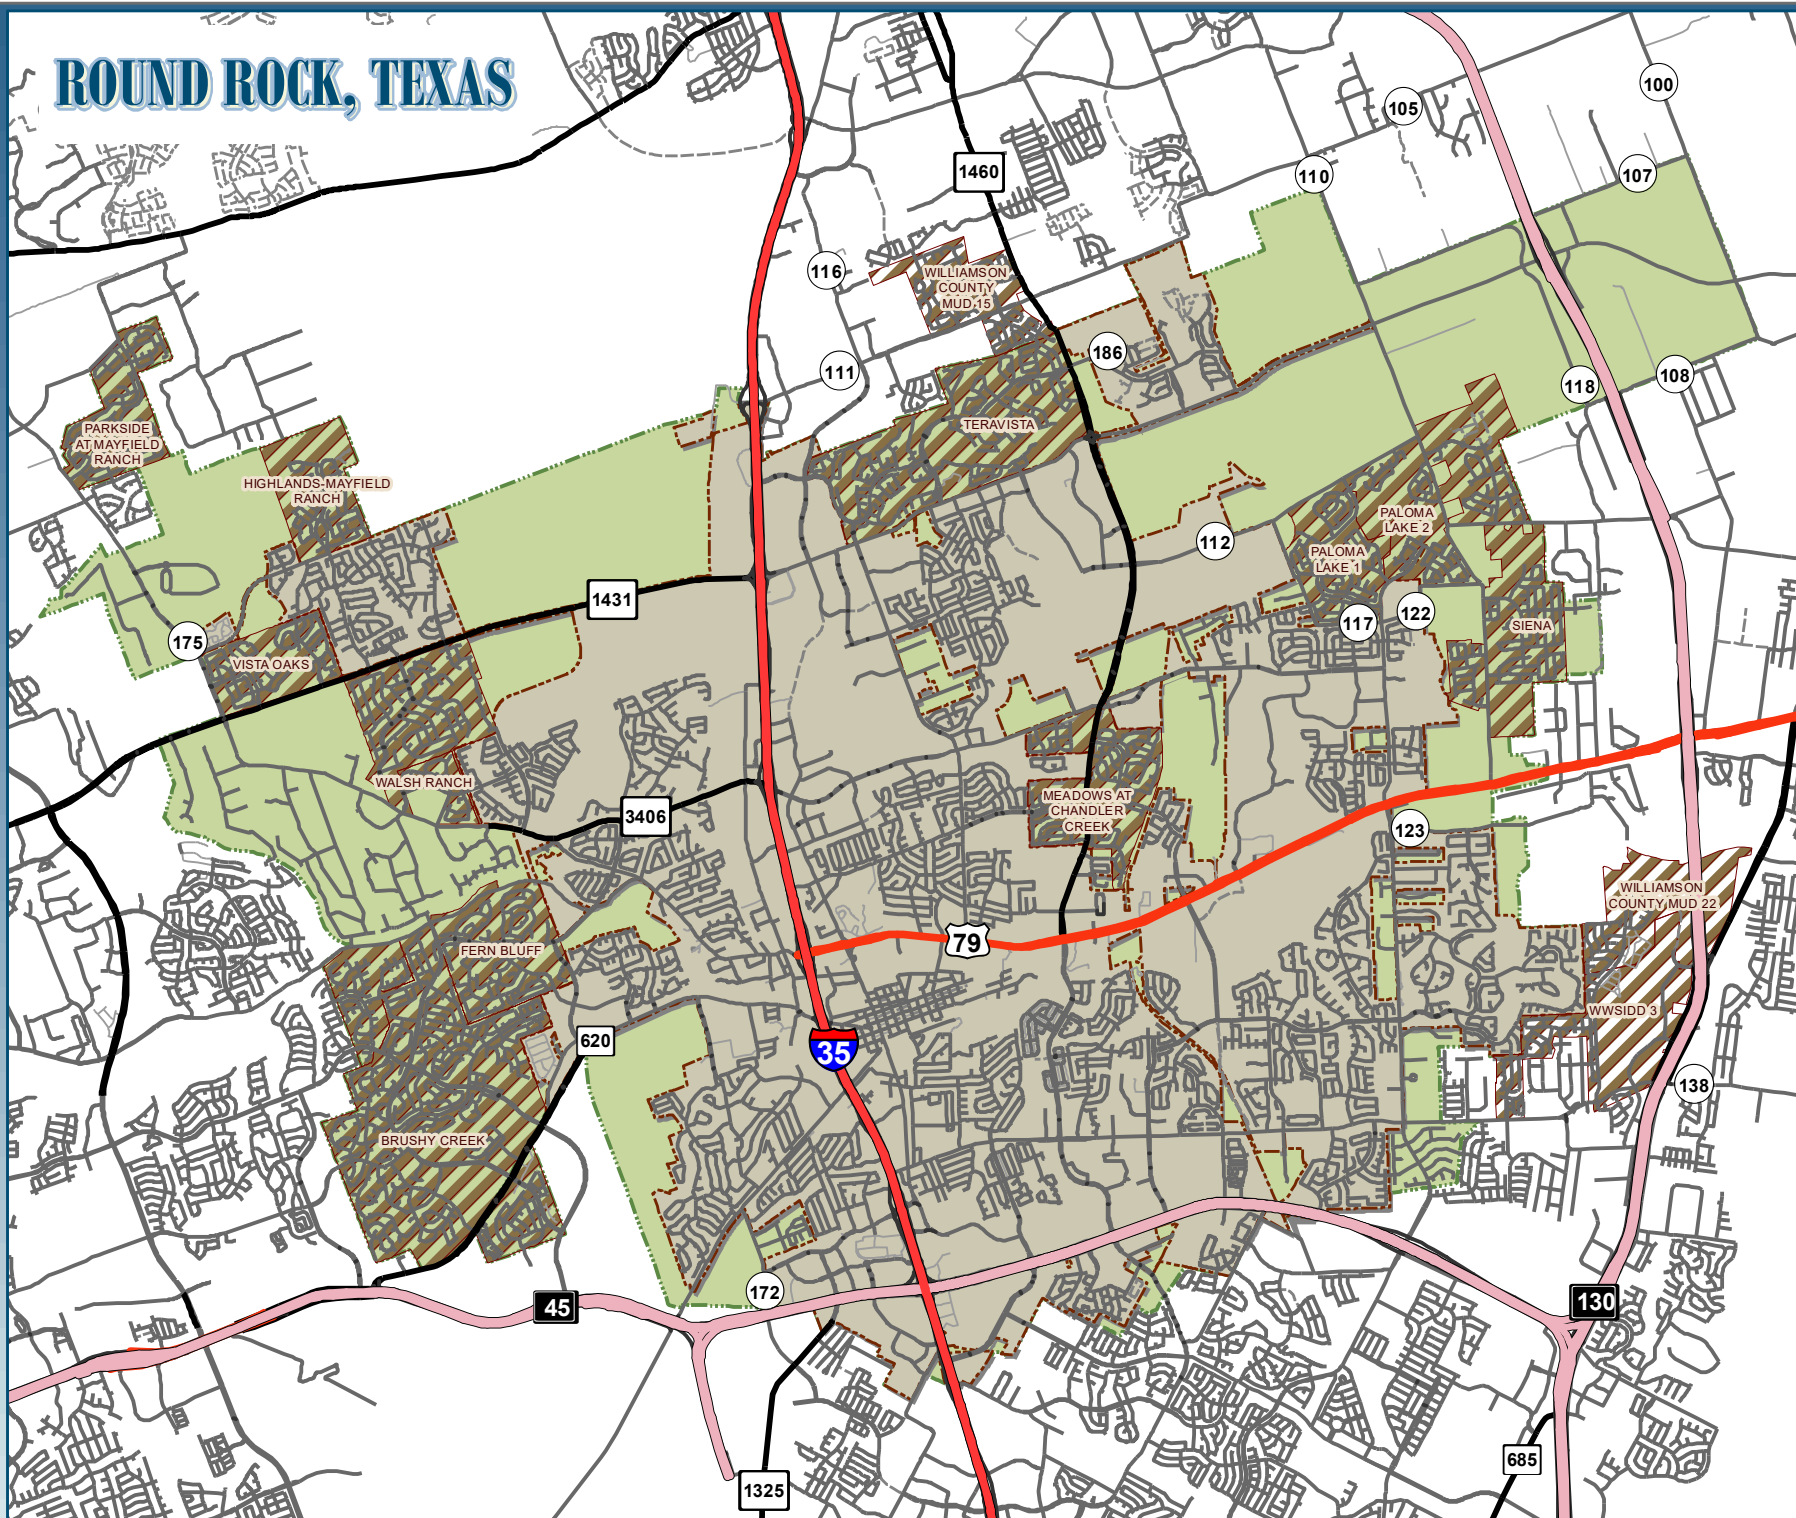 ROUND ROCK, TEXAS
100
105
1460
110
107
116
WILLIAMSON
COUNTY
MUD 15
186
111
118
108
PARKSIDE
AT MAYFIELD
RANCH
TERAVISTA
HIGHLANDS-MAYFIELD
RANCH
PALOMA
LAKE 2
112
PALOMA
LAKE 1
1431
122
117
SIENA
175
VISTA OAKS
WALSH RANCH
MEADOWS AT
CHANDLER
CREEK
3406
123
WILLIAMSON
COUNTY MUD 22
FERN BLUFF
79
WWSIDD 3
620
35
138
BRUSHY CREEK
172
45
130
685
1325